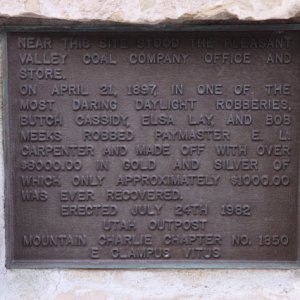 NEAR THIS SITE STOOD THE PLEASANT
VALLEY COAL COMPANY OFFICE AND
STORE.
ON APRIL 21, 1897, IN ONE OF THE
MOST DARING DAYLIGHT ROBBERIES,
BUTCH CASSIDY, ELSA LAY, AND BOB
MEEKS ROBBED PAYMASTER E. L.
CARPENTER AND MADE OFF WITH OVER
$8000.00 IN GOLD AND SILVER OF
WHICH ONLY APPROXIMATELY $1000.00
WAS EVER RECOVERED.
ERECTED JULY 24TH 1982
UTAH OUTPOST
MOUNTAIN CHARLIE CHAPTER NO. 1850
E CLAMPUS VITUS